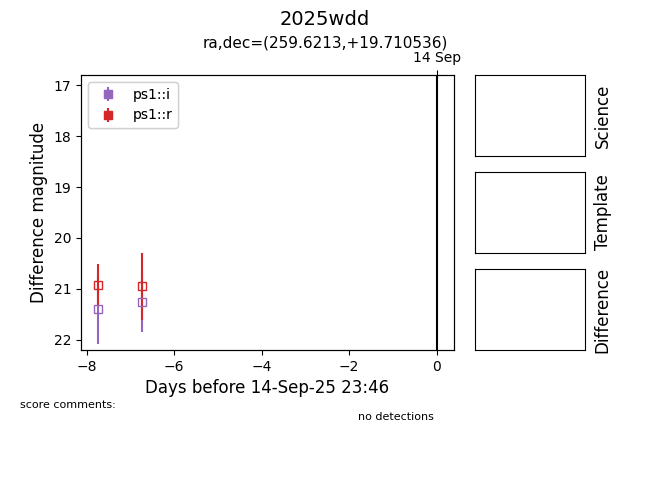 2025wdd
ra,dec=(259.6213,+19.710536)
14 Sep
ps1::i
ps1::r
17
18
19
20
21
22
Difference magnitude
−8
−6
−4
−2
0
Days before 14-Sep-25 23:46
Science
Template
Difference
score comments:
no detections